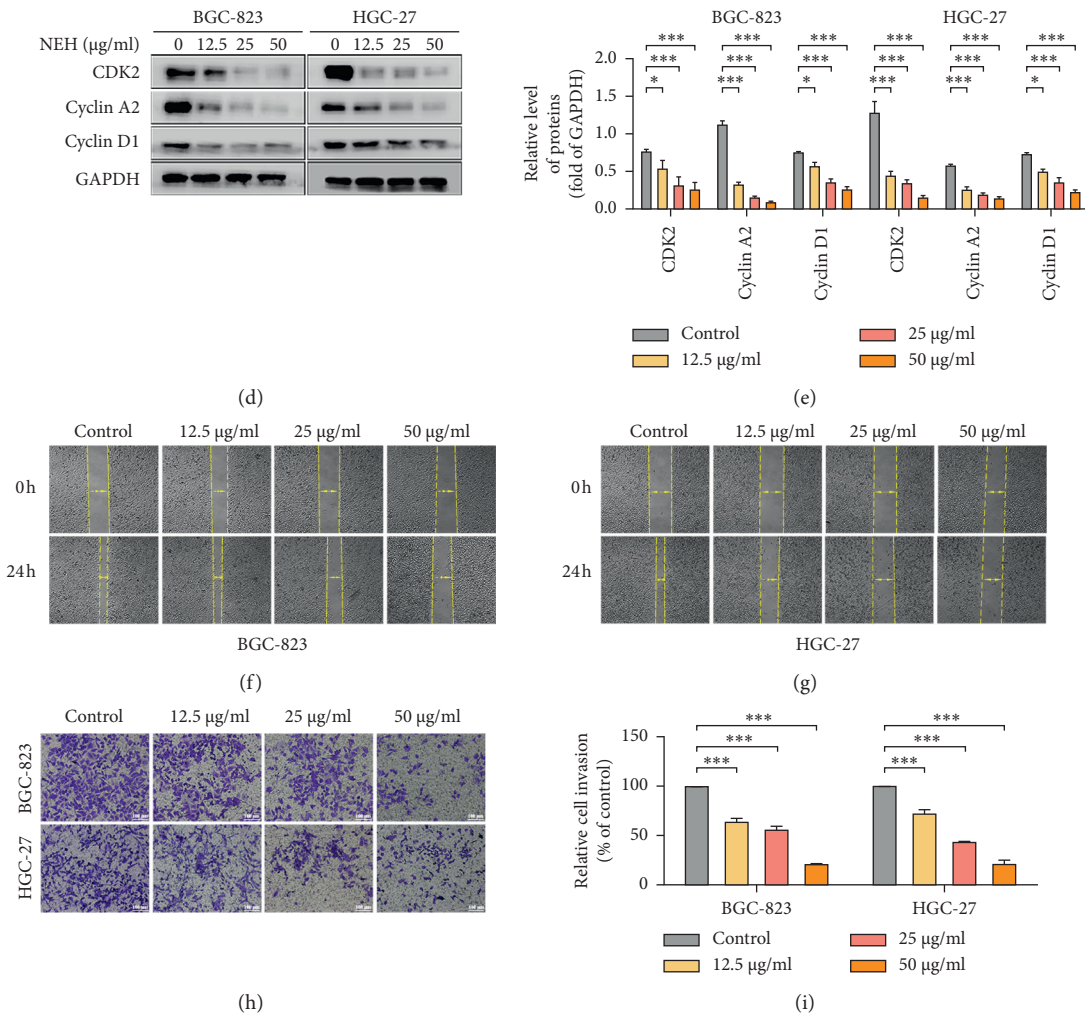 BGC-823 HGC-27
NEH (µg/ml) 0 12.5 25 50 0 12.5 25 50
CDK2
Cyclin A2
Cyclin D1
GAPDH
(d)
BGC-823 HGC-27
*** *** *** *** *** ***
*** *** *** *** *** ***
* *** * *** *** *
Relative level
of proteins
(fold of GAPDH)
2.0
1.5
1.0
0.5
0.0
CDK2
Cyclin A2
Cyclin D1
CDK2
Cyclin A2
Cyclin D1
Control 25 µg/ml
12.5 µg/ml 50 µg/ml
(e)
Control 12.5 µg/ml 25 µg/ml 50 µg/ml
0 h
24 h
BGC-823
(f)
Control 12.5 µg/ml 25 µg/ml 50 µg/ml
0 h
24 h
HGC-27
(g)
Control 12.5 µg/ml 25 µg/ml 50 µg/ml
BGC-823
HGC-27
(h)
*** ***
*** ***
*** ***
Relative cell invasion
(% of control)
150
100
50
0
BGC-823 HGC-27
Control 25 µg/ml
12.5 µg/ml 50 µg/ml
(i)